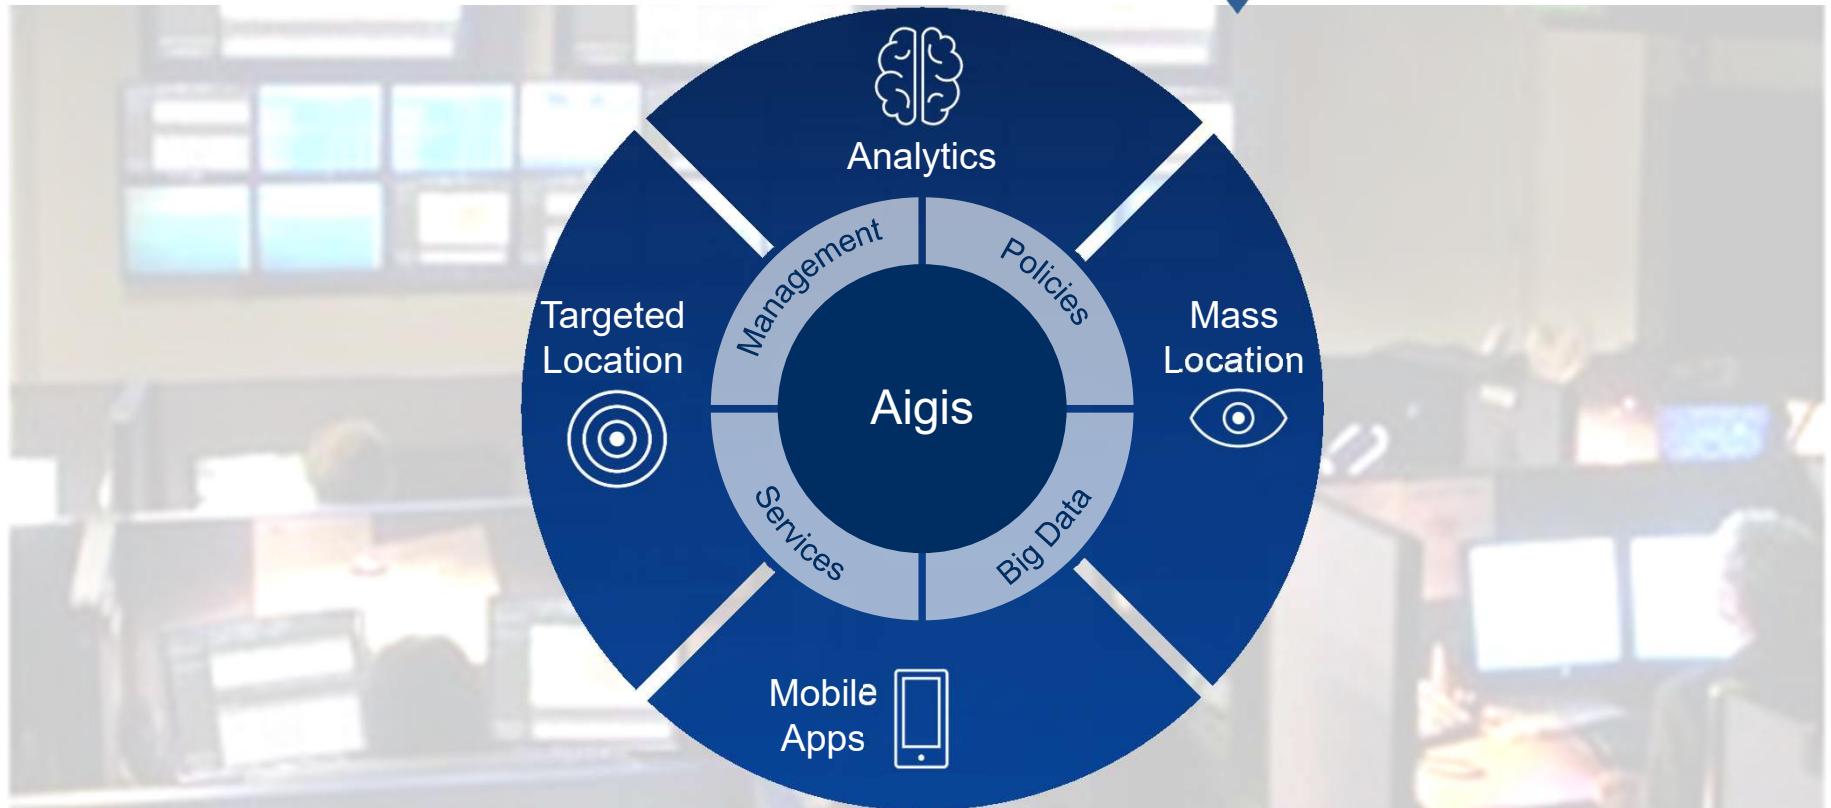 Analytics
Management
Policies
Targeted
Location
Mass
Location
Aigis
Services
Big Data
Mobile
Apps